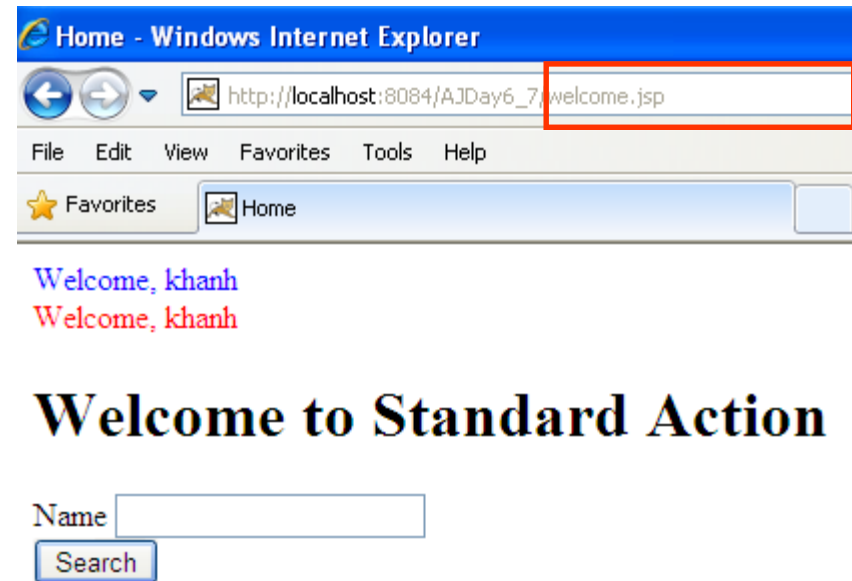 Home - Windows Internet Explorer
http://localhost:8084/AJDay6_7/welcome.jsp
File Edit View Favorites Tools Help
Favorites Home
Welcome, khanh
Welcome, khanh
Welcome to Standard Action
Name
Search